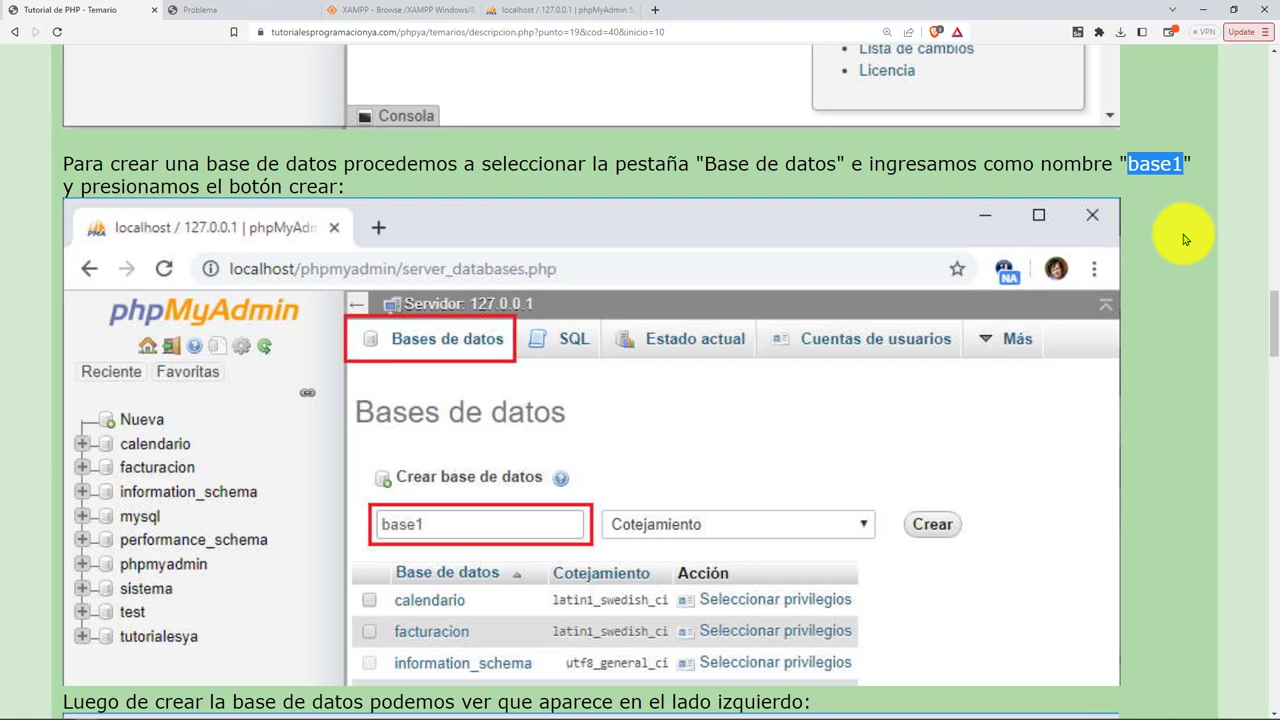 Tutorial de PHP - Temario
Problema
XAMPP - Browse /XAMPP Windows/8
localhost / 127.0.0.1 | phpMyAdmin 5
tutorialesprogramacionya.com/phpya/temarios/descripcion.php?punto=19&cod=40&inicio=10
VPN
Update
Lista de cambios
Licencia
Consola
Para crear una base de datos procedemos a seleccionar la pestaña "Base de datos" e ingresamos como nombre "base1"
y presionamos el botón crear:
localhost / 127.0.0.1 | phpMyAdm
localhost/phpmyadmin/server_databases.php
NA
phpMyAdmin
Servidor: 127.0.0.1
Bases de datos
SQL
Estado actual
Cuentas de usuarios
Más
Reciente
Favoritas
Nueva
calendario
facturacion
information_schema
mysql
performance_schema
phpmyadmin
sistema
test
tutorialesya
Bases de datos
Crear base de datos
base1
Cotejamiento
Crear
Base de datos Cotejamiento Acción
calendario latin1_swedish_ci Seleccionar privilegios
facturacion latin1_swedish_ci Seleccionar privilegios
information_schema utf8_general_ci Seleccionar privilegios
Luego de crear la base de datos podemos ver que aparece en el lado izquierdo: